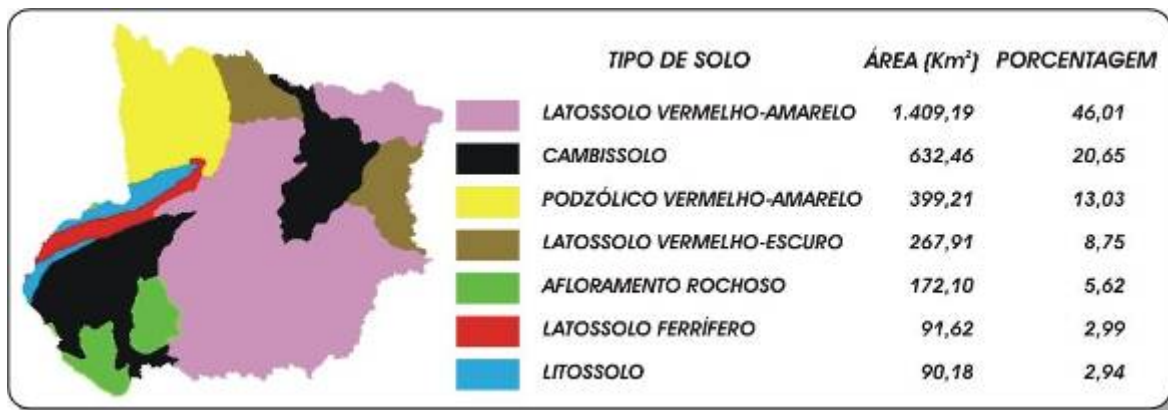 TIPO DE SOLO ÁREA (Km²) PORCENTAGEM
LATOSSOLO VERMELHO-AMARELO 1.409,19 46,01
CAMBISSOLO 632,46 20,65
PODZÓLICO VERMELHO-AMARELO 399,21 13,03
LATOSSOLO VERMELHO-ESCURO 267,91 8,75
AFLORAMENTO ROCHOSO 172,10 5,62
LATOSSOLO FERRÍFERO 91,62 2,99
LITOSSOLO 90,18 2,94